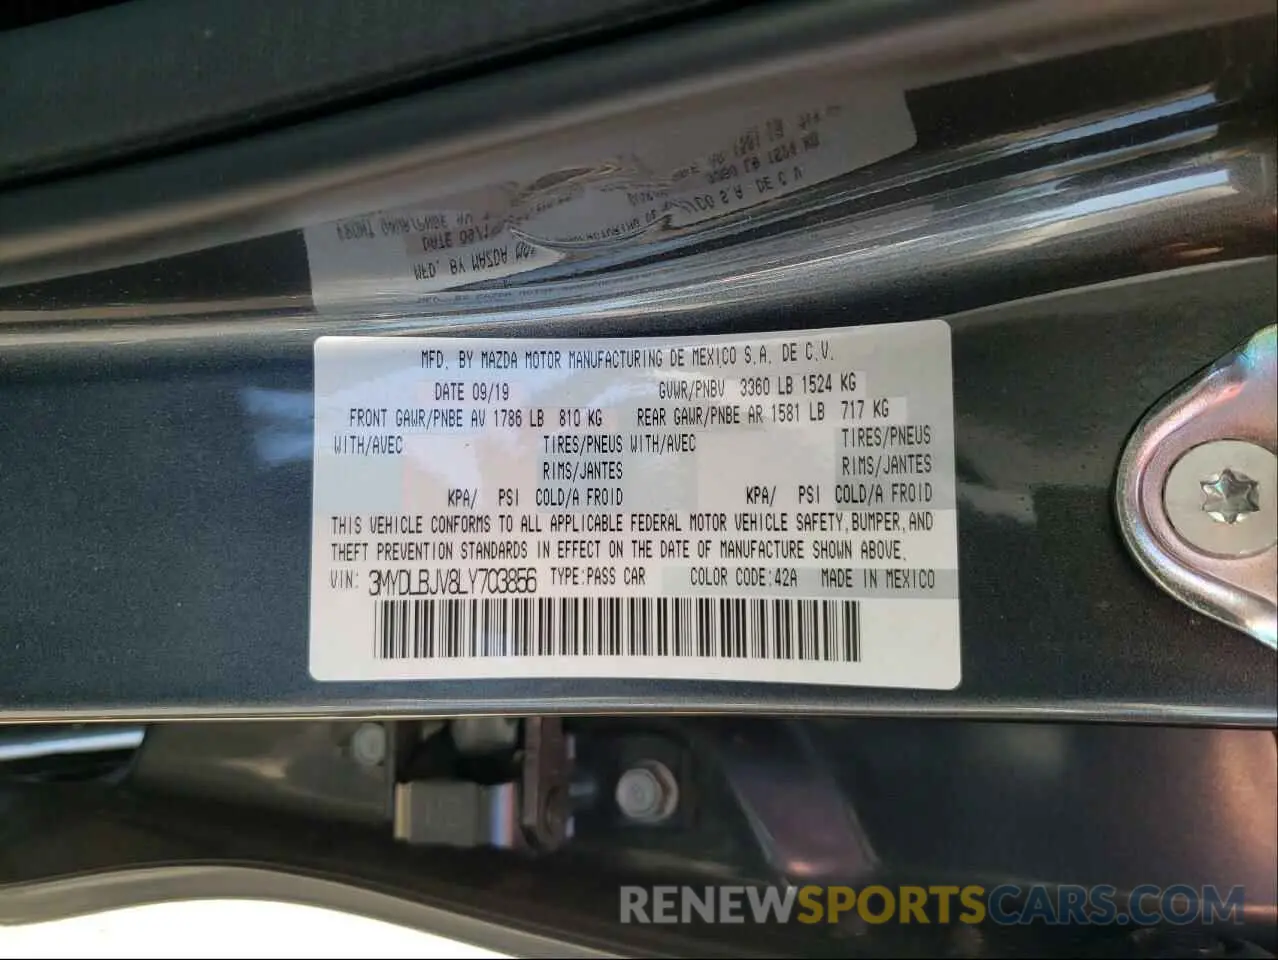 MFD. BY MAZDA MOTOR MANUFACTURING DE MEXICO S.A. DE C.V.
DATE 09/19 GVWR/PNBV 3360 LB 1524 KG
FRONT GAWR/PNBE AV 1786 LB 810 KG REAR GAWR/PNBE AR 1581 LB 717 KG
WITH/AVEC TIRES/PNEUS WITH/AVEC TIRES/PNEUS
RIMS/JANTES RIMS/JANTES
KPA/ PSI COLD/A FROID KPA/ PSI COLD/A FROID
THIS VEHICLE CONFORMS TO ALL APPLICABLE FEDERAL MOTOR VEHICLE SAFETY, BUMPER, AND
THEFT PREVENTION STANDARDS IN EFFECT ON THE DATE OF MANUFACTURE SHOWN ABOVE.
VIN: 3MYDLBJV8LY703856 TYPE:PASS CAR COLOR CODE:42A MADE IN MEXICO
RENEWSPORTSCARS.COM